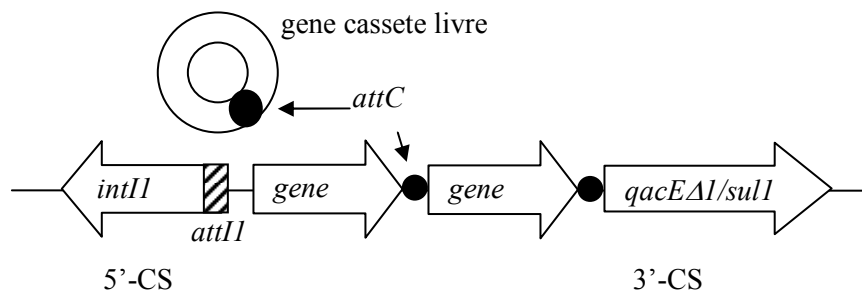 gene cassete livre
attC
intI1 gene gene qacEΔ1/sul1
attI1
5’-CS 3’-CS